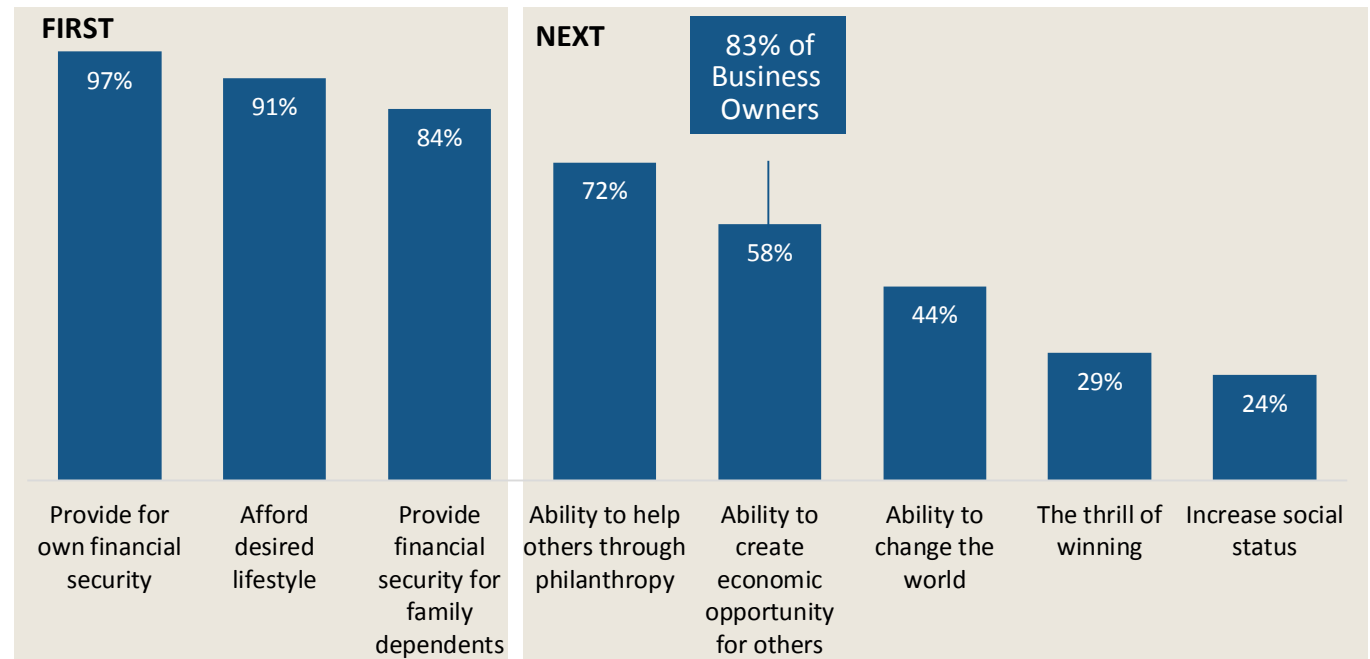 FIRST
97%
91%
84%
Provide for
own financial
security
Afford
desired
lifestyle
Provide
financial
security for
family
dependents
NEXT
83% of
Business
Owners
72%
58%
44%
29%
24%
Ability to help
others through
philanthropy
Ability to
create
economic
opportunity
for others
Ability to
change the
world
The thrill of
winning
Increase social
status